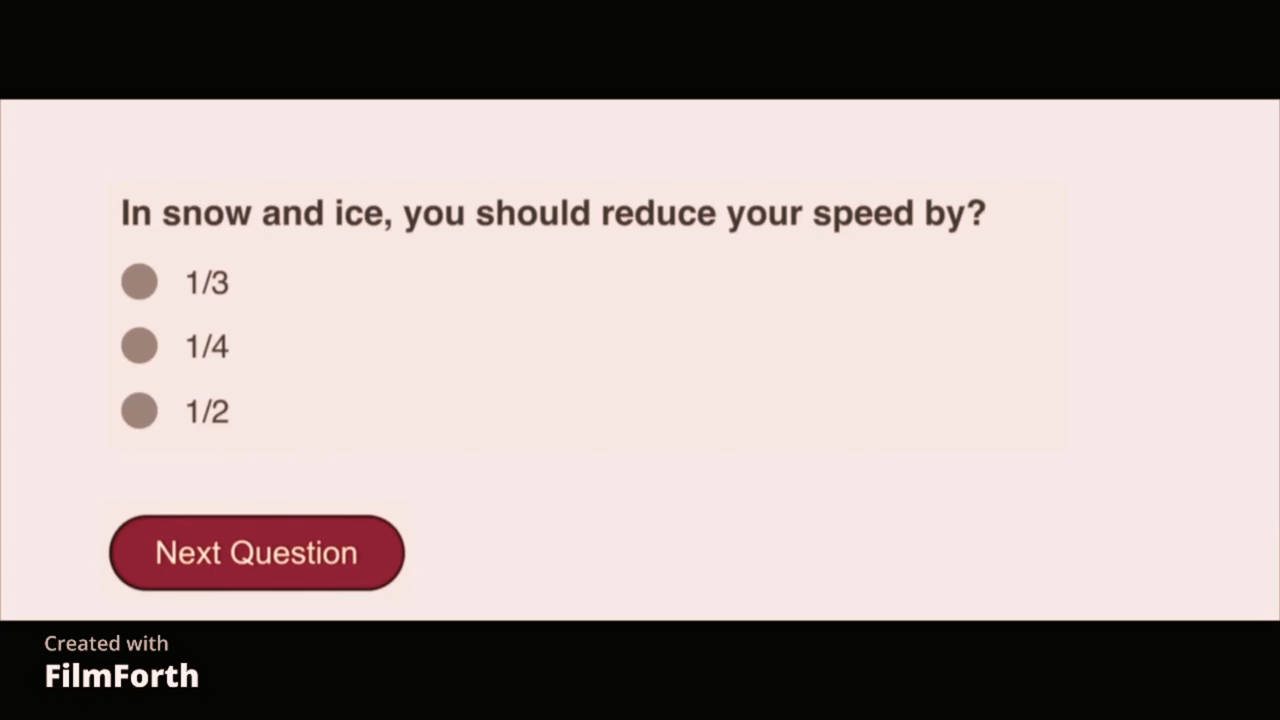 In snow and ice, you should reduce your speed by?
1/3
1/4
1/2
Next Question
Created with
FilmForth